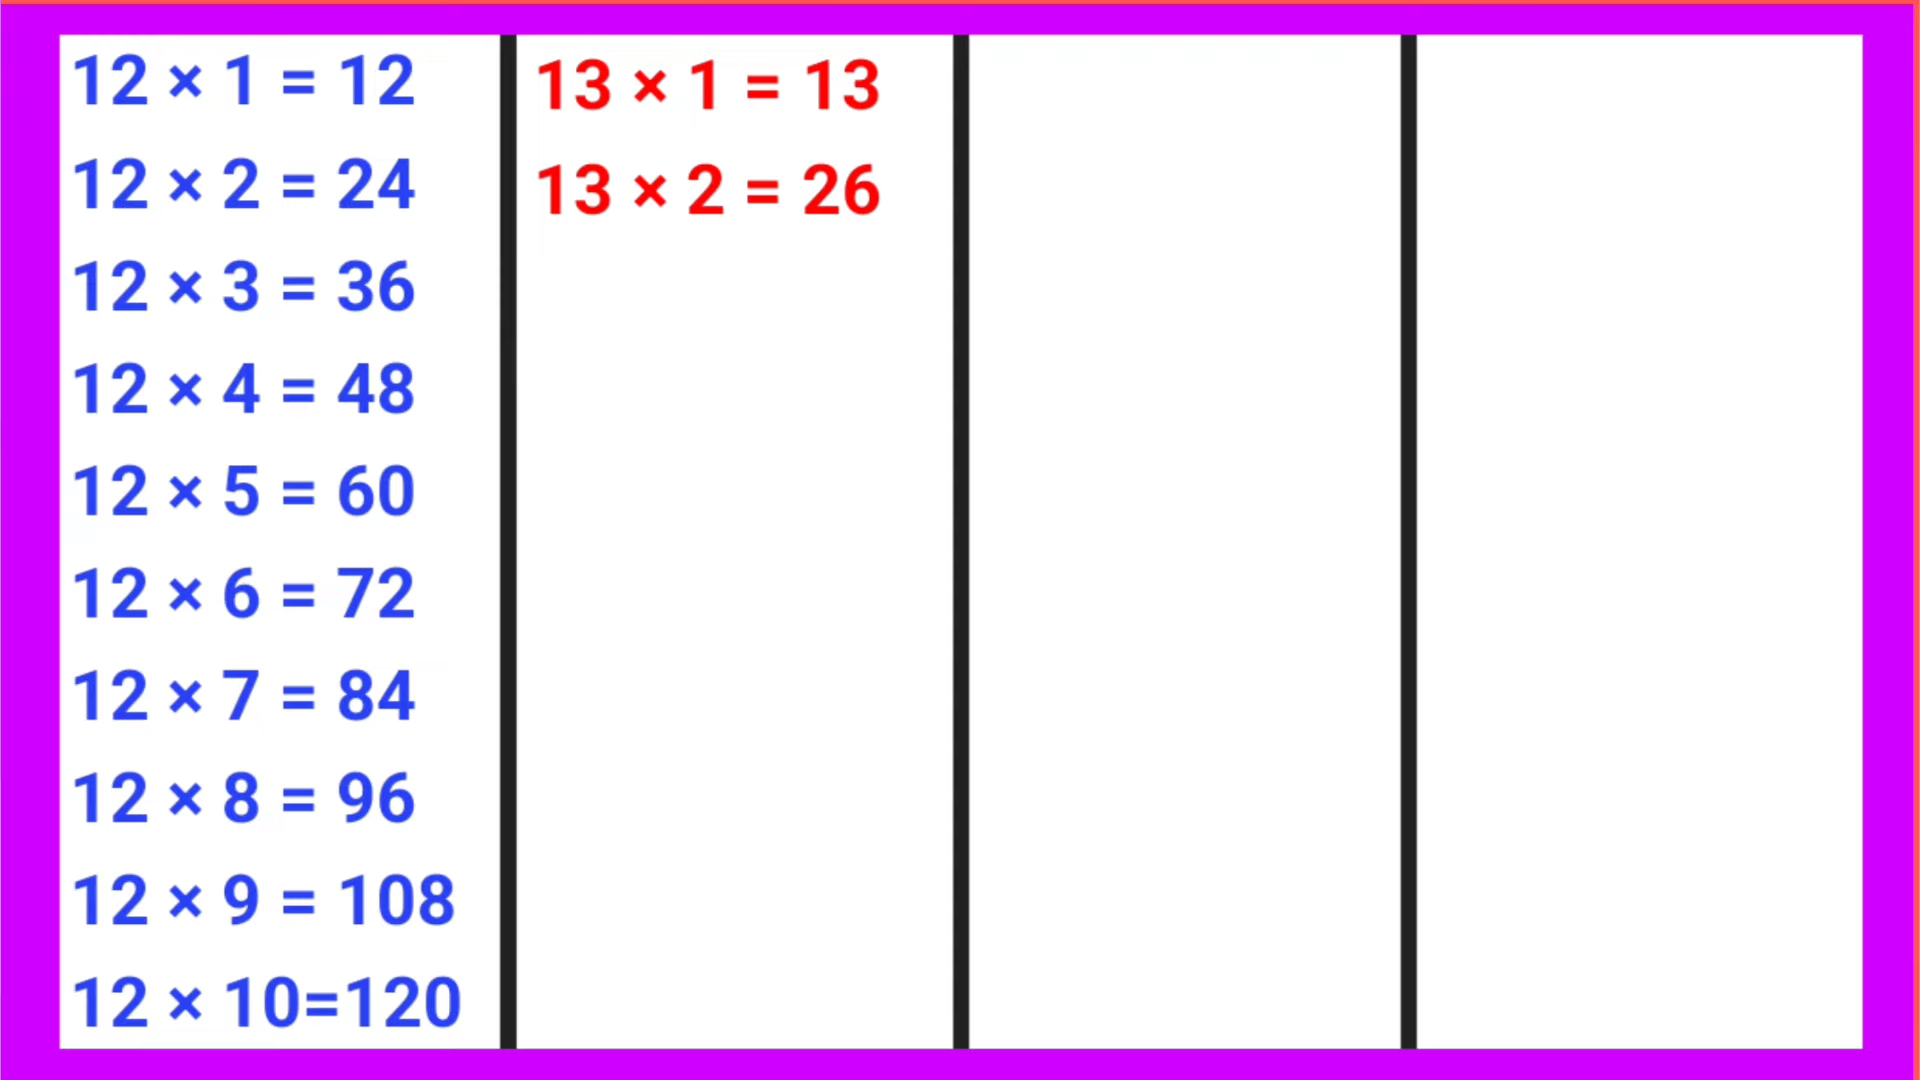 12 × 1 = 12
12 × 2 = 24
12 × 3 = 36
12 × 4 = 48
12 × 5 = 60
12 × 6 = 72
12 × 7 = 84
12 × 8 = 96
12 × 9 = 108
12 × 10=120
13 × 1 = 13
13 × 2 = 26